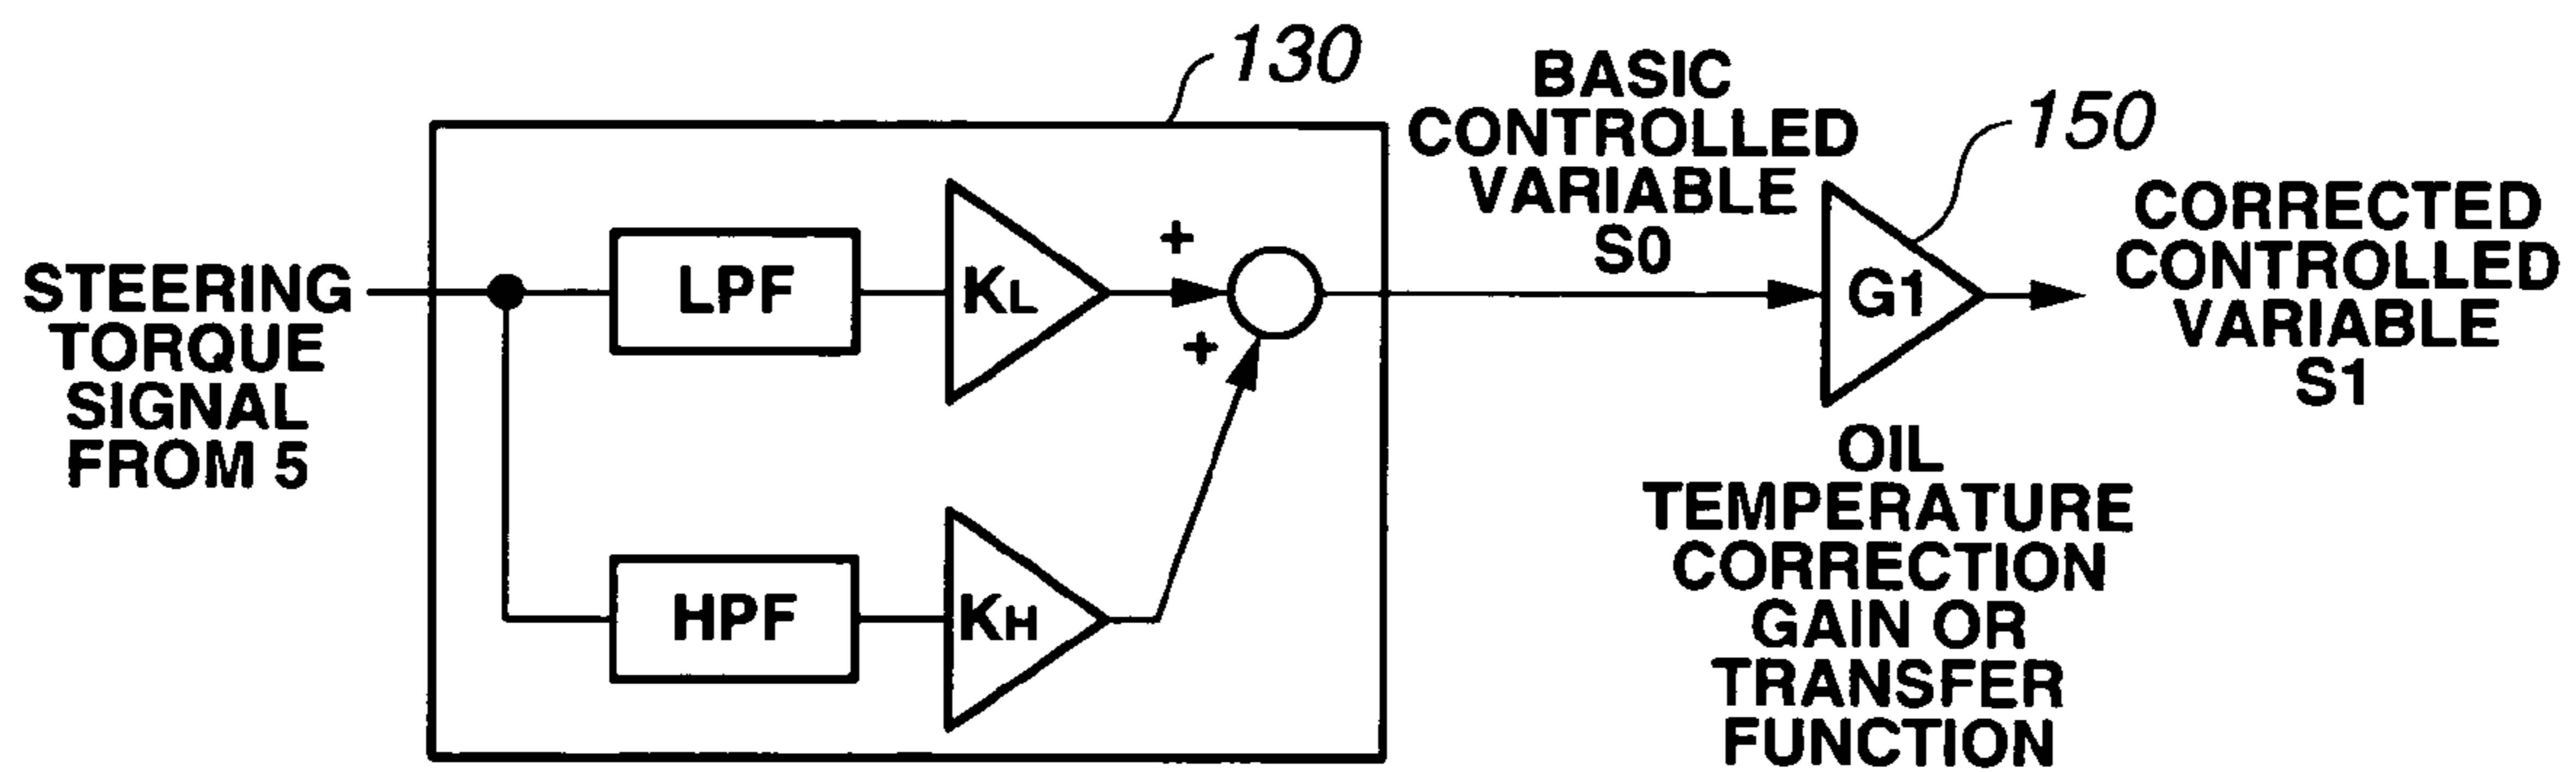 130
BASIC
CONTROLLED
VARIABLE
S0
150
STEERING
TORQUE
SIGNAL
FROM 5
LPF
KL
+
+
HPF
KH
G1
CORRECTED
CONTROLLED
VARIABLE
S1
OIL
TEMPERATURE
CORRECTION
GAIN OR
TRANSFER
FUNCTION